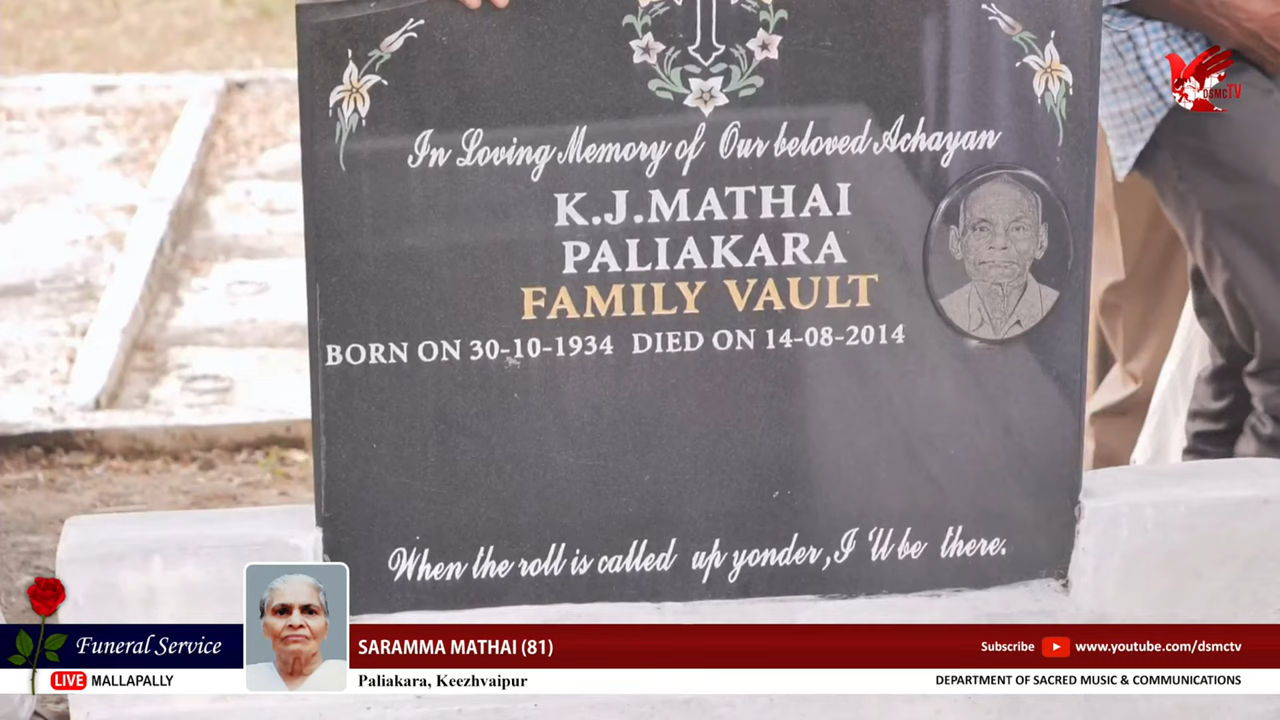 DSMCTV
In Loving Memory of Our beloved Achayan
K.J.MATHAI
PALIAKARA
FAMILY VAULT
BORN ON 30-10-1934 DIED ON 14-08-2014
When the roll is called up yonder,I 'll be there.
Funeral Service
SARAMMA MATHAI (81)
Subscribe www.youtube.com/dsmctv
LIVE MALLAPALLY
Paliakara, Keezhvaipur
DEPARTMENT OF SACRED MUSIC & COMMUNICATIONS